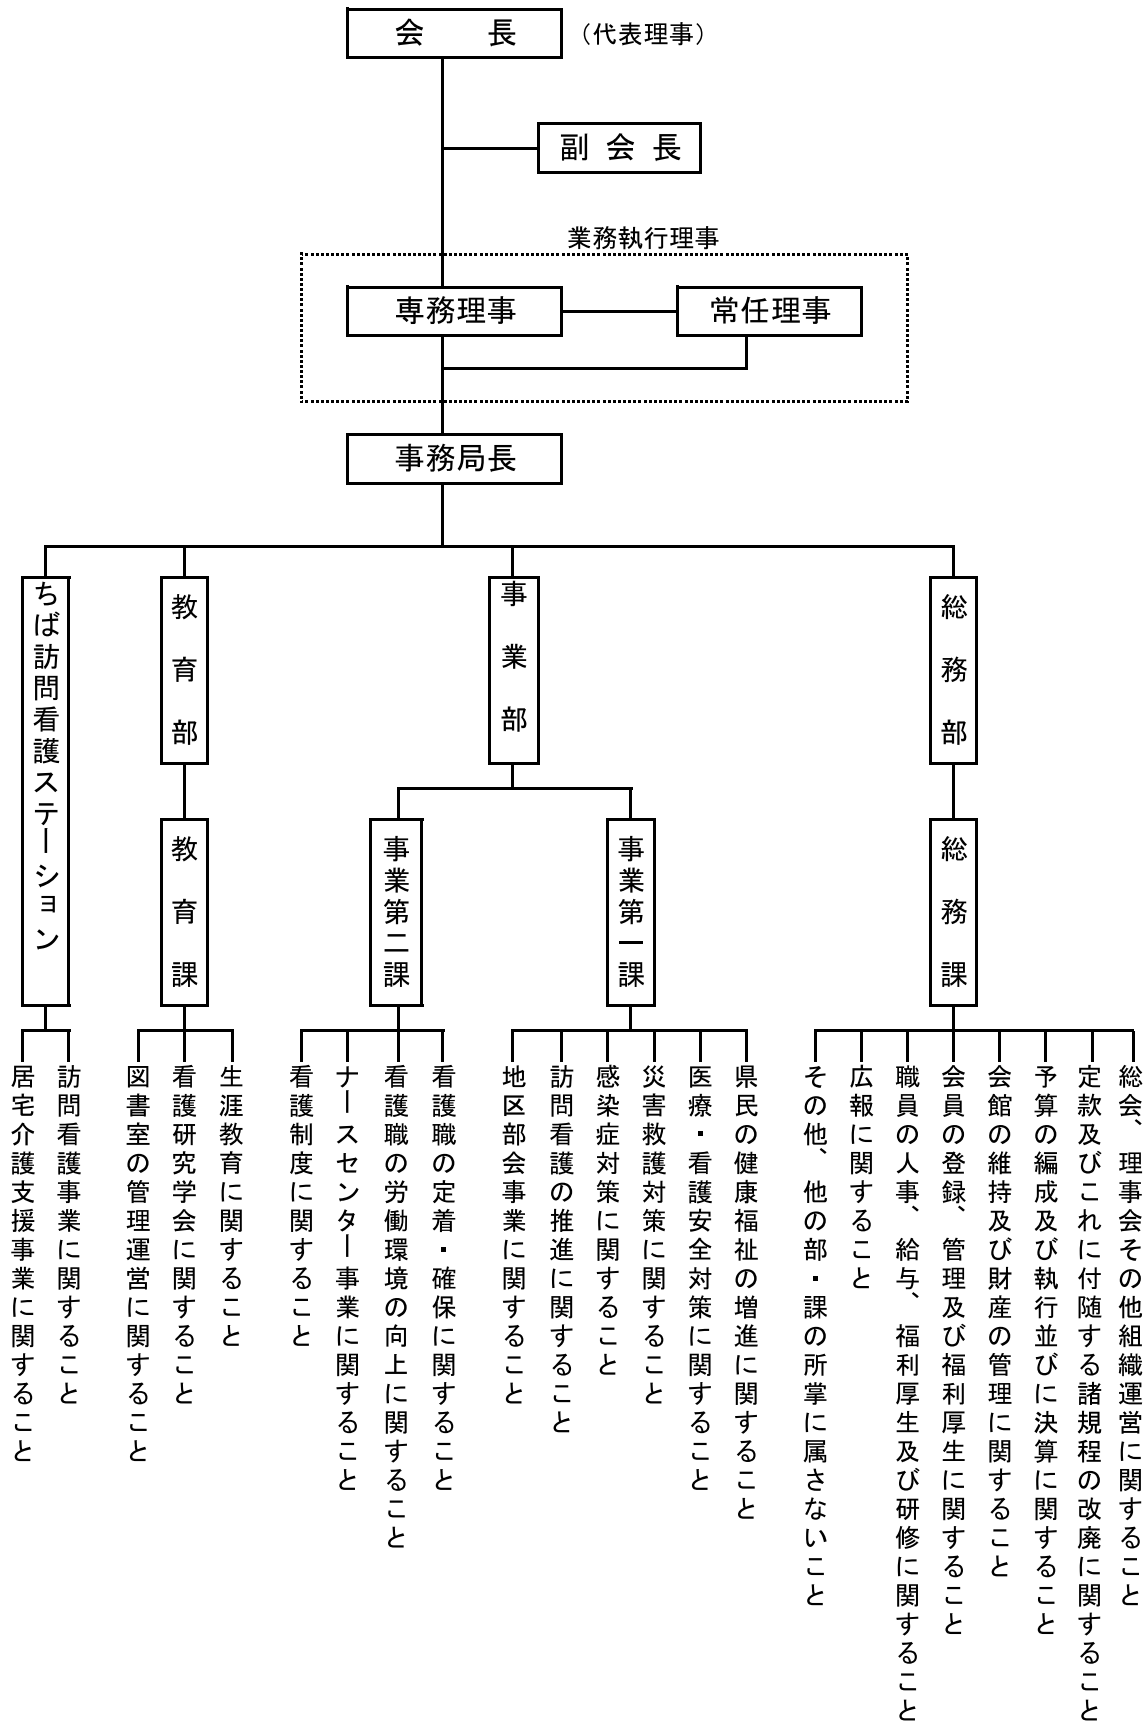 会　長
（代表理事）
副会長
業務執行理事
専務理事
常任理事
事務局長
総務部
事業部
教育部
ちば訪問看護ステーション
総務課
事業第一課
事業第二課
教育課
総会、理事会その他組織運営に関すること
定款及びこれに付随する諸規程の改廃に関すること
予算の編成及び執行並びに決算に関すること
会館の維持及び財産の管理に関すること
会員の登録、管理及び福利厚生に関すること
職員の人事、給与、福利厚生及び研修に関すること
広報に関すること
その他、他の部・課の所掌に属さないこと
県民の健康福祉の増進に関すること
医療・看護安全対策に関すること
災害救護対策に関すること
感染症対策に関すること
訪問看護の推進に関すること
地区部会事業に関すること
看護職の定着・確保に関すること
看護職の労働環境の向上に関すること
ナースセンター事業に関すること
看護制度に関すること
生涯教育に関すること
看護研究学会に関すること
図書室の管理運営に関すること
訪問看護事業に関すること
居宅介護支援事業に関すること